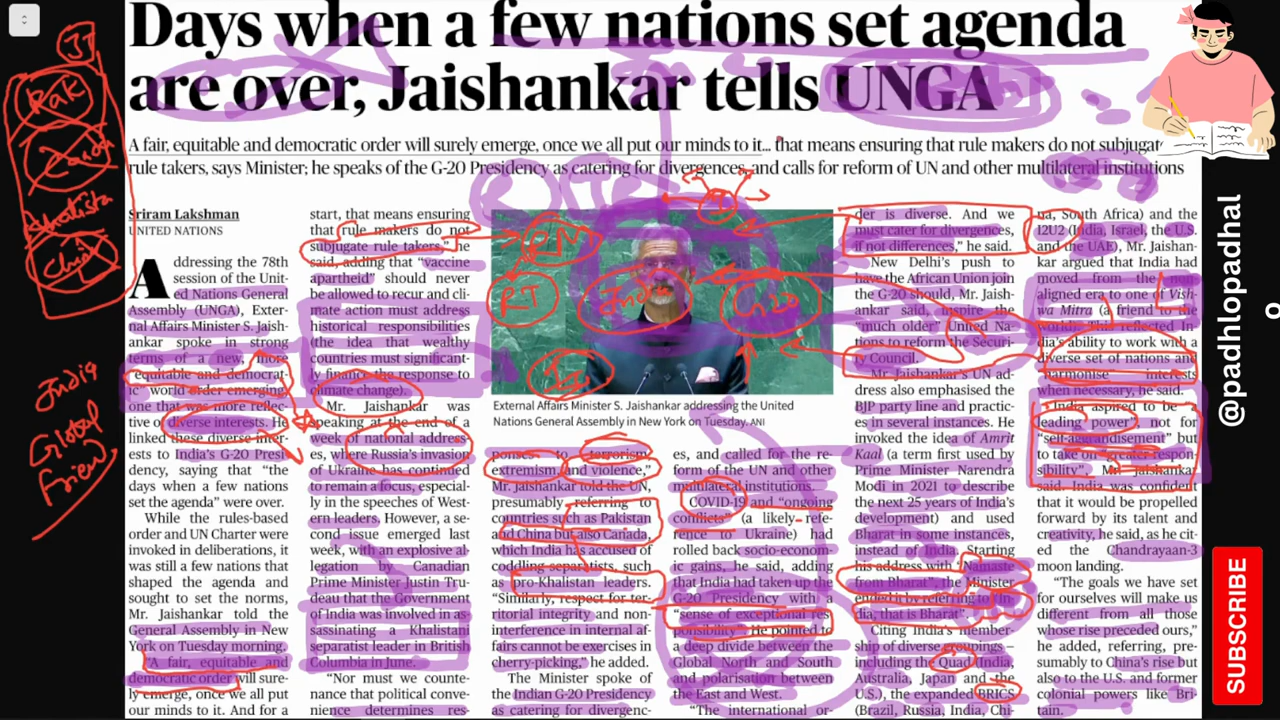 Days when a few nations set agenda
are over, Jaishankar tells UNGA
A fair, equitable and democratic order will surely emerge, once we all put our minds to it... that means ensuring that rule makers do not subjugat
rule takers, says Minister; he speaks of the G-20 Presidency as catering for divergences, and calls for reform of UN and other multilateral institutions
Sriram Lakshman
UNITED NATIONS
Addressing the 78th
session of the Unit-
ed Nations General
Assembly (UNGA), Exter-
nal Affairs Minister S. Jaish-
ankar spoke in strong
terms of a new, more
"equitable and democrat-
ic" world order emerging,
one that was more reflec-
tive of diverse interests. He
linked these diverse inter-
ests to India's G-20 Presi-
dency, saying that "the
days when a few nations
set the agenda" were over.
While the rules-based
order and UN Charter were
invoked in deliberations, it
was still a few nations that
shaped the agenda and
sought to set the norms,
Mr. Jaishankar told the
General Assembly in New
York on Tuesday morning.
"A fair, equitable and
democratic order will sure-
ly emerge, once we all put
our minds to it. And for a
start, that means ensuring
that rule makers do not
subjugate rule takers," he
said, adding that "vaccine
apartheid" should never
be allowed to recur and cli-
mate action must address
historical responsibilities
(the idea that wealthy
countries must significant-
ly finance the response to
climate change).
Mr. Jaishankar was
speaking at the end of a
week of national address-
es, where Russia's invasion
of Ukraine has continued
to remain a focus, especial-
ly in the speeches of West-
ern leaders. However, a se-
cond issue emerged last
week, with an explosive al-
legation by Canadian
Prime Minister Justin Tru-
deau that the Government
of India was involved in as-
sassinating a Khalistani
separatist leader in British
Columbia in June.
"Nor must we counte-
nance that political conve-
nience determines res-
External Affairs Minister S. Jaishankar addressing the United
Nations General Assembly in New York on Tuesday. ANI
ponses to terrorism,
extremism, and violence,"
Mr. Jaishankar told the UN,
presumably referring to
countries such as Pakistan
and China but also Canada,
which India has accused of
coddling separatists, such
as pro-Khalistan leaders.
"Similarly, respect for ter-
ritorial integrity and non-
interference in internal af-
fairs cannot be exercises in
cherry-picking," he added.
The Minister spoke of
the Indian G-20 Presidency
as catering for divergenc-
es, and called for the re-
form of the UN and other
multilateral institutions.
COVID-19 and "ongoing
conflicts" (a likely refe-
rence to Ukraine) had
rolled back socio-econom-
ic gains, he said, adding
that India had taken up the
G-20 Presidency with a
"sense of exceptional res-
ponsibility". He pointed to
a deep divide between the
Global North and South
and polarisation between
the East and West.
"The international or-
der is diverse. And we
must cater for divergences,
if not differences," he said.
New Delhi's push to
have the African Union join
the G-20 should, Mr. Jaish-
ankar said, inspire the
"much older" United Na-
tions to reform the Securi-
ty Council.
Mr. Jaishankar's UN ad-
dress also emphasised the
BJP party line and practic-
es in several instances. He
invoked the idea of Amrit
Kaal (a term first used by
Prime Minister Narendra
Modi in 2021 to describe
the next 25 years of India's
development) and used
Bharat in some instances,
instead of India. Starting
his address with "Namaste
from Bharat", the Minister
ended it by referring to "In-
dia, that is Bharat".
Citing India's member-
ship of diverse groupings –
including the Quad (India,
Australia, Japan and the
U.S.), the expanded BRICS
(Brazil, Russia, India, Chi-
na, South Africa) and the
I2U2 (India, Israel, the U.S.
and the UAE), Mr. Jaishan-
kar argued that India had
moved from the non-
aligned era to one of Vish-
wa Mitra (a friend to the
world). This reflected In-
dia's ability to work with a
diverse set of nations and
harmonise interests
when necessary, he said.
India aspired to be a
leading power, not for
"self-aggrandisement" but
to take on "greater respon-
sibility", Mr. Jaishankar
said. India was confident
that it would be propelled
forward by its talent and
creativity, he said, as he cit-
ed the Chandrayaan-3
moon landing.
"The goals we have set
for ourselves will make us
different from all those
whose rise preceded ours,"
he added, referring, pre-
sumably to China's rise but
also to the U.S. and former
colonial powers like Bri-
tain.
Pak
India
Global
Friend
RM
RT
India
G20
@padhlopadhal
o
SUBSCRIBE